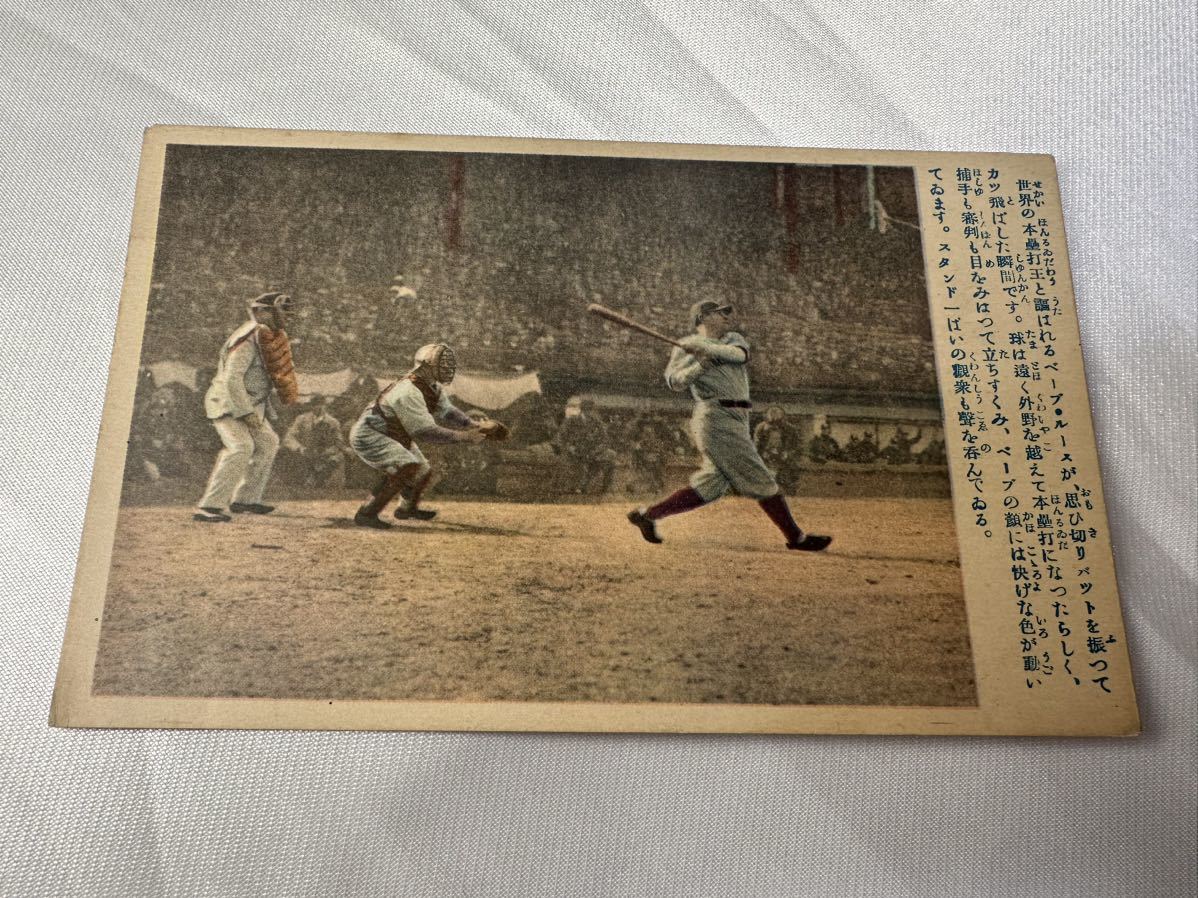 世界の本壘打王と謳はれるベーブ・ルースが、思ひ切りバットを振つて
カッ飛ばした瞬間です。球は遠く外野を越えて本壘打になつたらしく、
捕手も審判も目をみはつて立ちすくみ、ベーブの顔には快げな色が動い
てゐます。スタンド一ぱいの觀衆も聲を呑んでゐる。